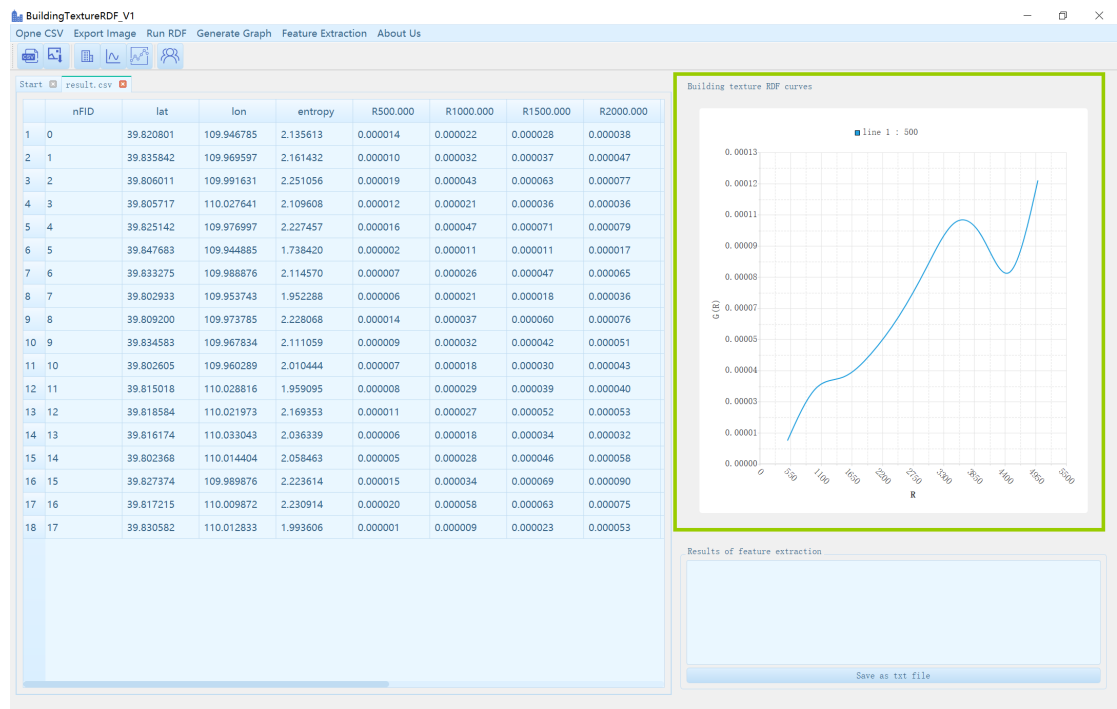 BuildingTextureRDF_V1
Opne CSV Export Image Run RDF Generate Graph Feature Extraction About Us
CSV
Start result.csv
nFID lat lon entropy R500.000 R1000.000 R1500.000 R2000.000
1 0 39.820801 109.946785 2.135613 0.000014 0.000022 0.000028 0.000038
2 1 39.835842 109.969597 2.161432 0.000010 0.000032 0.000037 0.000047
3 2 39.806011 109.991631 2.251056 0.000019 0.000043 0.000063 0.000077
4 3 39.805717 110.027641 2.109608 0.000012 0.000021 0.000036 0.000036
5 4 39.825142 109.976997 2.227457 0.000016 0.000047 0.000071 0.000079
6 5 39.847683 109.944885 1.738420 0.000002 0.000011 0.000011 0.000017
7 6 39.833275 109.988876 2.114570 0.000007 0.000026 0.000047 0.000065
8 7 39.802933 109.953743 1.952288 0.000006 0.000021 0.000018 0.000036
9 8 39.809200 109.973785 2.228068 0.000014 0.000037 0.000060 0.000076
10 9 39.834583 109.967834 2.111059 0.000009 0.000032 0.000042 0.000051
11 10 39.802605 109.960289 2.010444 0.000007 0.000018 0.000030 0.000043
12 11 39.815018 110.028816 1.959095 0.000008 0.000029 0.000039 0.000040
13 12 39.818584 110.021973 2.169353 0.000011 0.000027 0.000052 0.000053
14 13 39.816174 110.033043 2.036339 0.000006 0.000018 0.000034 0.000032
15 14 39.802368 110.014404 2.058463 0.000005 0.000028 0.000046 0.000058
16 15 39.827374 109.989876 2.223614 0.000015 0.000034 0.000069 0.000090
17 16 39.817215 110.009872 2.230914 0.000020 0.000058 0.000063 0.000075
18 17 39.830582 110.012833 1.993606 0.000001 0.000009 0.000023 0.000053
Building texture RDF curves
line 1 : 500
0.00013
0.00012
0.00011
0.00009
0.00008
0.00007
0.00005
0.00004
0.00003
0.00001
0.00000
G(R)
0 550 1100 1650 2200 2750 3300 3850 4400 4950 5500
R
Results of feature extraction
Save as txt file